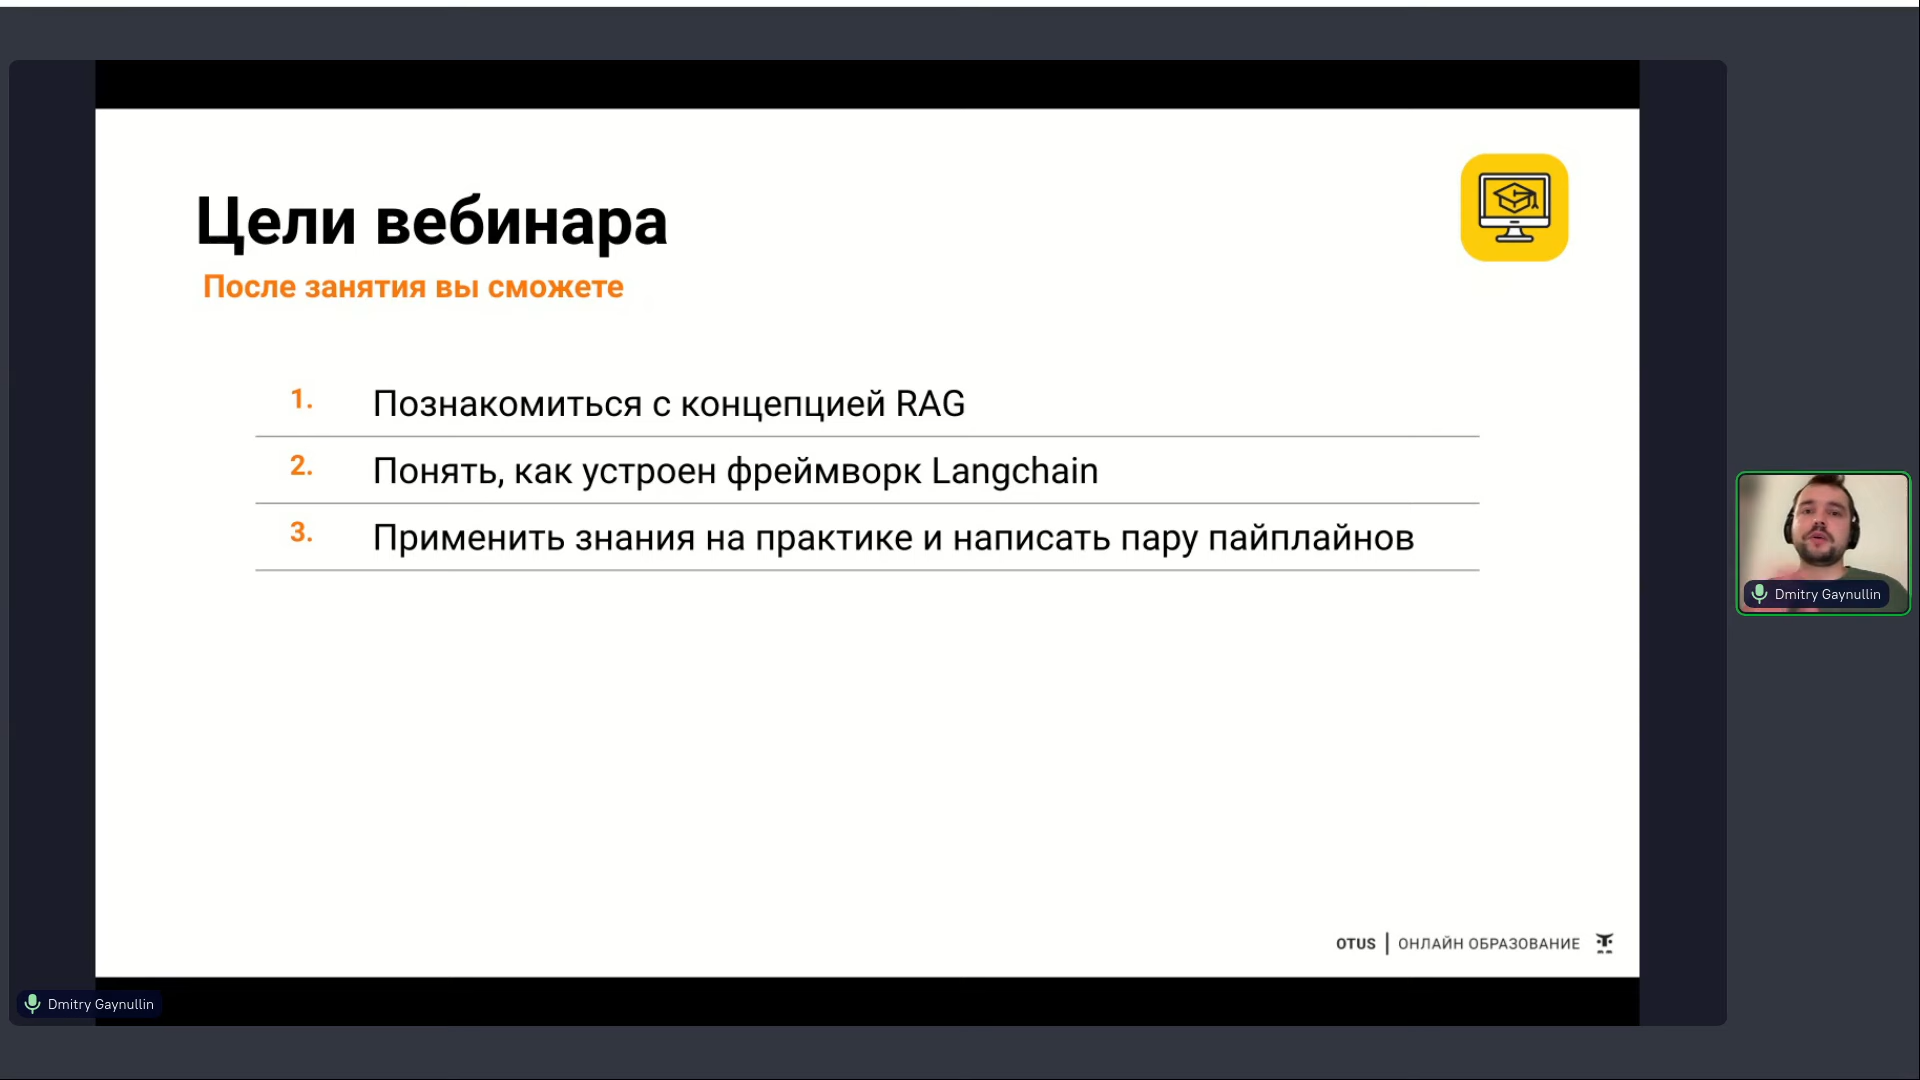 Цели вебинара
После занятия вы сможете
1. Познакомиться с концепцией RAG
2. Понять, как устроен фреймворк Langchain
3. Применить знания на практике и написать пару пайплайнов
Dmitry Gaynullin
OTUS | ОНЛАЙН ОБРАЗОВАНИЕ
Dmitry Gaynullin